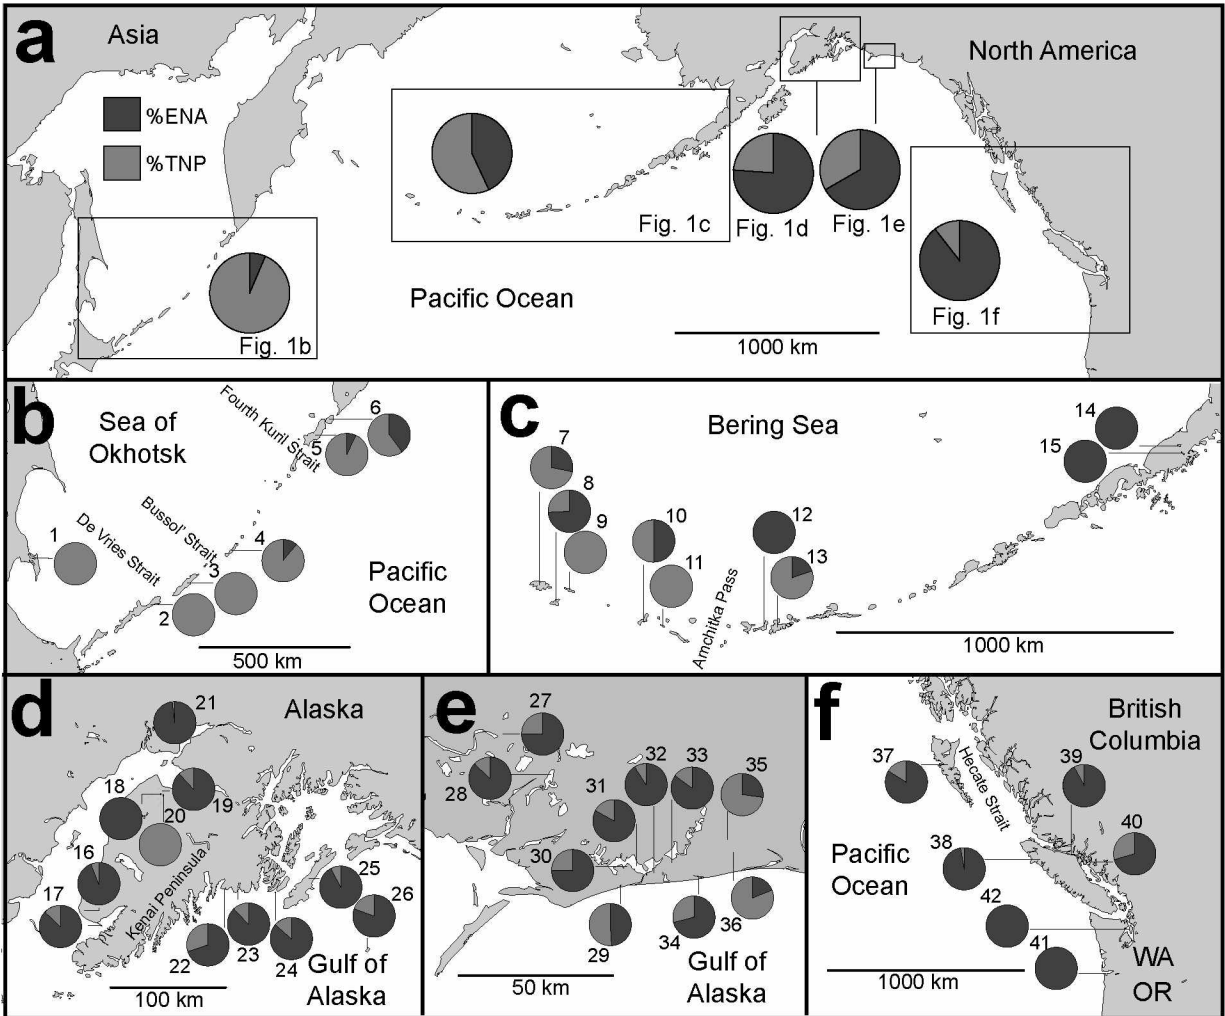 a
Asia
North America
%ENA
%TNP
Fig. 1c
Fig. 1d
Fig. 1e
Pacific Ocean
Fig. 1f
Fig. 1b
1000 km
b
Sea of
Okhotsk
Fourth Kuril Strait
6
5
Bussol' Strait
De Vries Strait
1
4
3
2
Pacific
Ocean
500 km
c
Bering Sea
7
8
9
10
11
12
13
14
15
Amchitka Pass
1000 km
d
21
Alaska
18
19
20
16
17
Kenai Peninsula
25
26
22
23
24
Gulf of
Alaska
100 km
e
27
28
32
33
35
31
30
29
34
36
50 km
Gulf of
Alaska
f
British
Columbia
37
39
Hecate Strait
40
38
Pacific
Ocean
42
41
WA
OR
1000 km